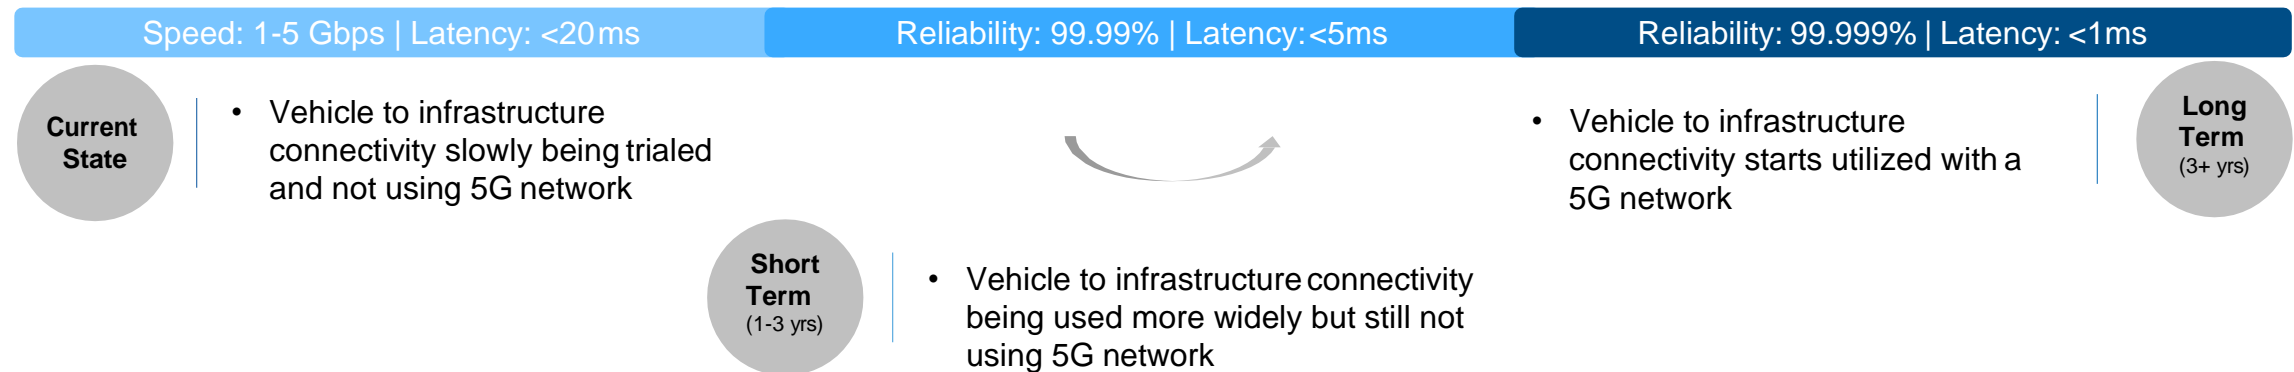 Speed: 1-5 Gbps | Latency: <20ms
Reliability: 99.99% | Latency: <5ms
Reliability: 99.999% | Latency: <1ms
Current
State
• Vehicle to infrastructure
connectivity slowly being trialed
and not using 5G network
Short
Term
(1-3 yrs)
• Vehicle to infrastructure connectivity
being used more widely but still not
using 5G network
• Vehicle to infrastructure
connectivity starts utilized with a
5G network
Long
Term
(3+ yrs)